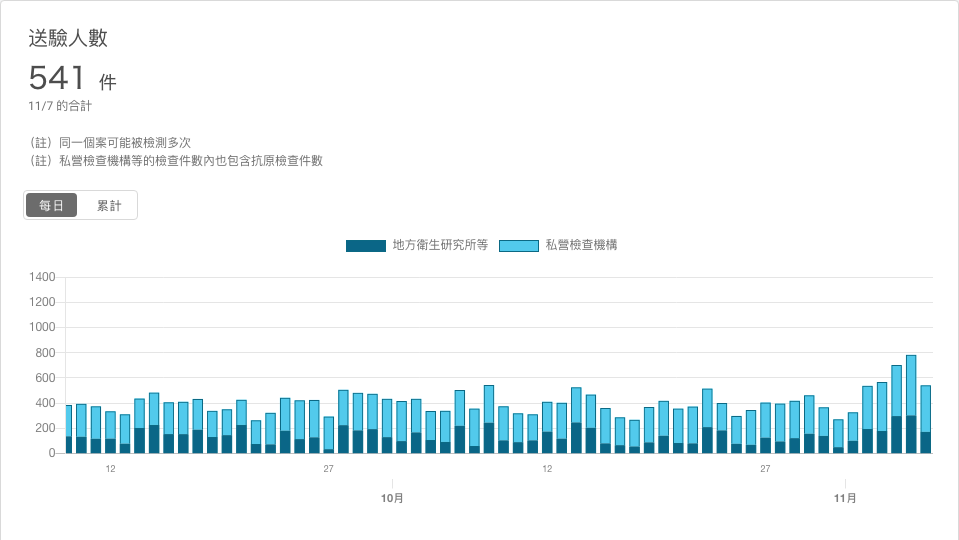 送驗人數
541 件
11/7 的合計
（註）同一個案可能被檢測多次
（註）私營檢查機構等的檢查件數內也包含抗原檢查件數
每日 累計
地方衛生研究所等 私營檢查機構
1400
1200
1000
800
600
400
200
0
12 27 12 27
10月 11月